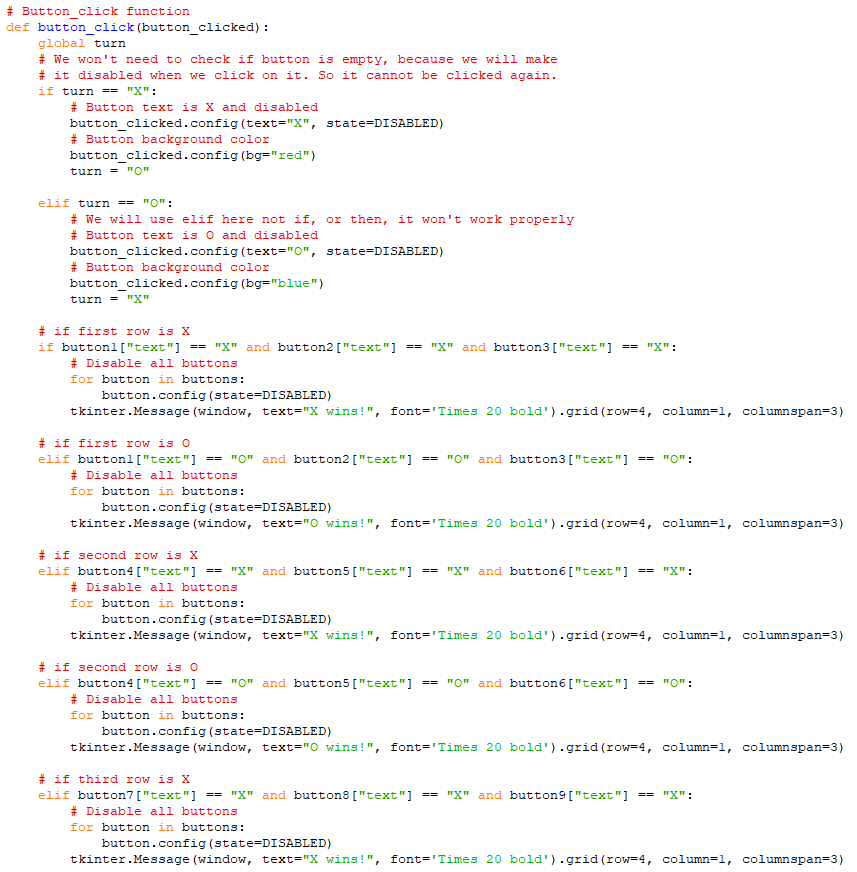 # Button_click function
def button_click(button_clicked):
    global turn
    # We won't need to check if button is empty, because we will make
    # it disabled when we click on it. So it cannot be clicked again.
    if turn == "X":
        # Button text is X and disabled
        button_clicked.config(text="X", state=DISABLED)
        # Button background color
        button_clicked.config(bg="red")
        turn = "O"

    elif turn == "O":
        # We will use elif here not if, or then, it won't work properly
        # Button text is O and disabled
        button_clicked.config(text="O", state=DISABLED)
        # Button background color
        button_clicked.config(bg="blue")
        turn = "X"

    # if first row is X
    if button1["text"] == "X" and button2["text"] == "X" and button3["text"] == "X":
        # Disable all buttons
        for button in buttons:
            button.config(state=DISABLED)
        tkinter.Message(window, text="X wins!", font='Times 20 bold').grid(row=4, column=1, columnspan=3)

    # if first row is O
    elif button1["text"] == "O" and button2["text"] == "O" and button3["text"] == "O":
        # Disable all buttons
        for button in buttons:
            button.config(state=DISABLED)
        tkinter.Message(window, text="O wins!", font='Times 20 bold').grid(row=4, column=1, columnspan=3)

    # if second row is X
    elif button4["text"] == "X" and button5["text"] == "X" and button6["text"] == "X":
        # Disable all buttons
        for button in buttons:
            button.config(state=DISABLED)
        tkinter.Message(window, text="X wins!", font='Times 20 bold').grid(row=4, column=1, columnspan=3)

    # if second row is O
    elif button4["text"] == "O" and button5["text"] == "O" and button6["text"] == "O":
        # Disable all buttons
        for button in buttons:
            button.config(state=DISABLED)
        tkinter.Message(window, text="O wins!", font='Times 20 bold').grid(row=4, column=1, columnspan=3)

    # if third row is X
    elif button7["text"] == "X" and button8["text"] == "X" and button9["text"] == "X":
        # Disable all buttons
        for button in buttons:
            button.config(state=DISABLED)
        tkinter.Message(window, text="X wins!", font='Times 20 bold').grid(row=4, column=1, columnspan=3)